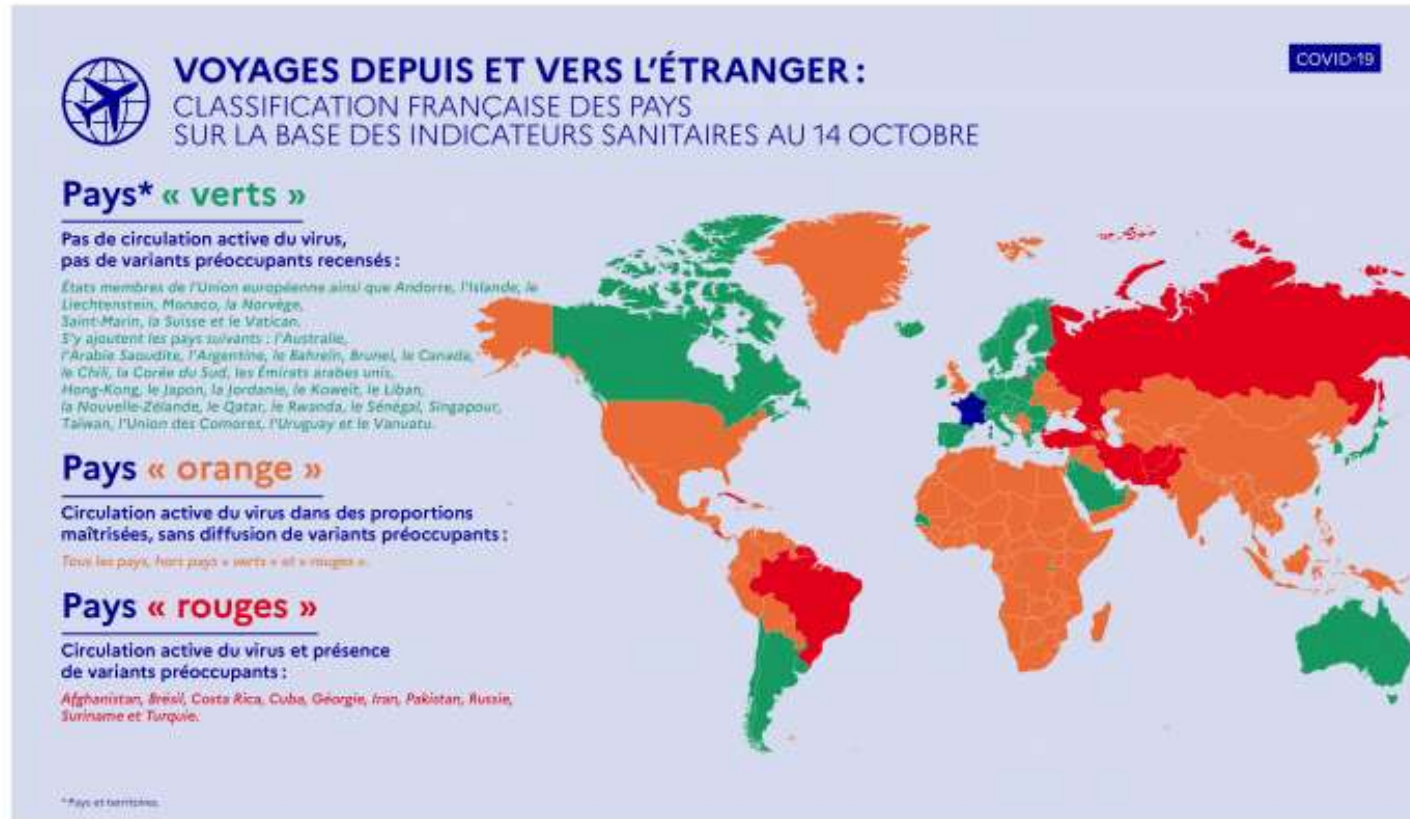 VOYAGES DEPUIS ET VERS L'ÉTRANGER :
CLASSIFICATION FRANÇAISE DES PAYS
SUR LA BASE DES INDICATEURS SANITAIRES AU 14 OCTOBRE
COVID-19
Pays* « verts »
Pas de circulation active du virus,
pas de variants préoccupants recensés :
États membres de l'Union européenne ainsi que Andorre, l'Islande, le
Liechtenstein, Monaco, la Norvège,
Saint-Marin, la Suisse et le Vatican.
S'y ajoutent les pays suivants : l'Australie,
l'Arabie Saoudite, l'Argentine, le Bahreïn, Brunei, le Canada,
le Chili, la Corée du Sud, les Émirats arabes unis,
Hong-Kong, le Japon, la Jordanie, le Koweït, le Liban,
la Nouvelle-Zélande, le Qatar, le Rwanda, le Sénégal, Singapour,
Taïwan, l'Union des Comores, l'Uruguay et le Vanuatu.
Pays « orange »
Circulation active du virus dans des proportions
maîtrisées, sans diffusion de variants préoccupants :
Tous les pays, hors pays « verts » et « rouges ».
Pays « rouges »
Circulation active du virus et présence
de variants préoccupants :
Afghanistan, Brésil, Costa Rica, Cuba, Géorgie, Iran, Pakistan, Russie,
Suriname et Turquie.
* Pays et territoires.